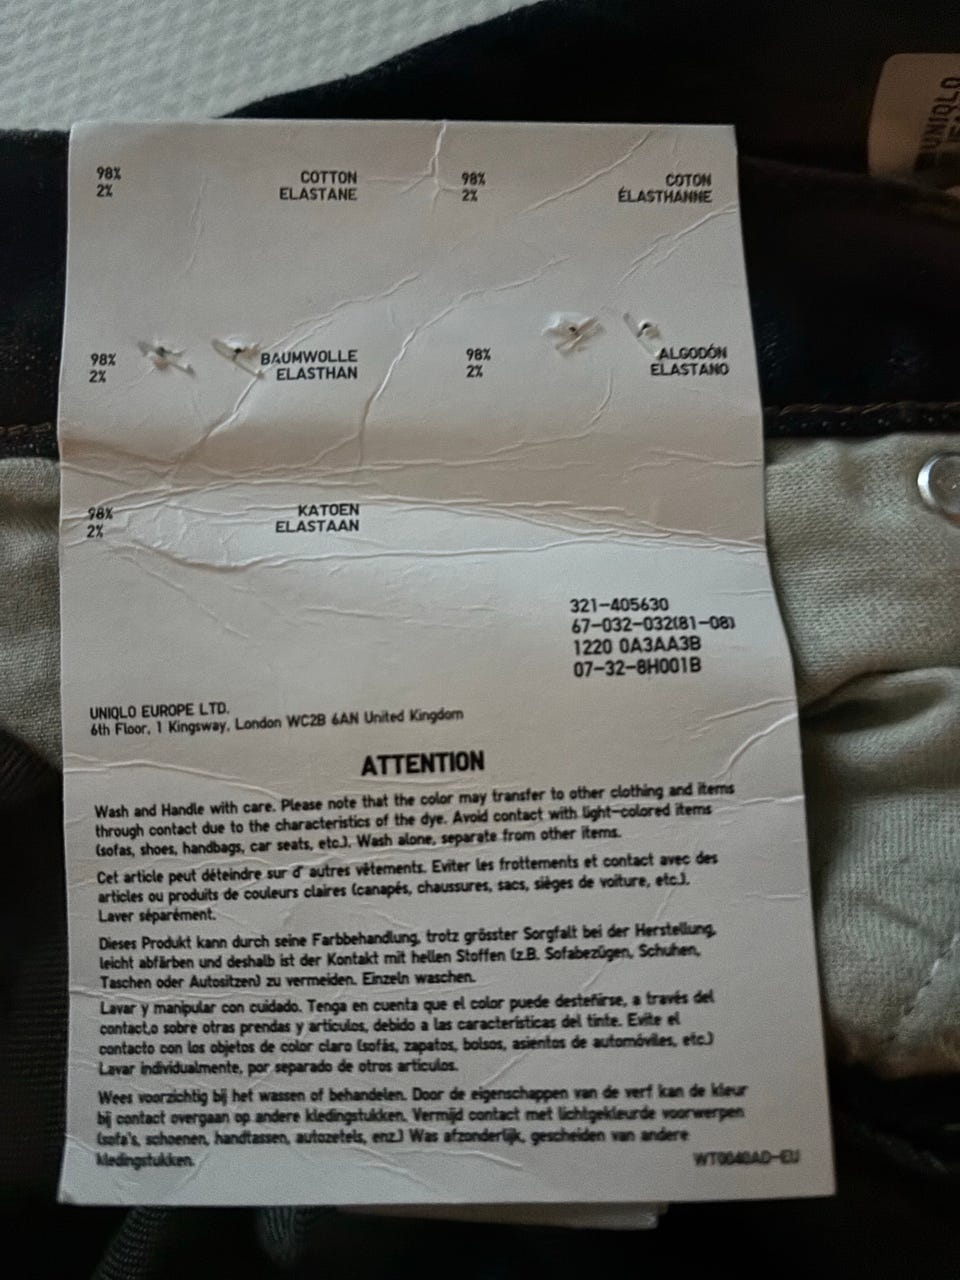 UNIQLO
98% COTTON
2% ELASTANE
98% COTON
2% ÉLASTHANNE
98% BAUMWOLLE
2% ELASTHAN
98% ALGODÓN
2% ELASTANO
98% KATOEN
2% ELASTAAN
321-405630
67-032-032(81-08)
1220 0A3AA3B
07-32-8H001B
UNIQLO EUROPE LTD.
6th Floor, 1 Kingsway, London WC2B 6AN United Kingdom
ATTENTION
Wash and Handle with care. Please note that the color may transfer to other clothing and items
through contact due to the characteristics of the dye. Avoid contact with light-colored items
(sofas, shoes, handbags, car seats, etc.). Wash alone, separate from other items.
Cet article peut déteindre sur d' autres vêtements. Eviter les frottements et contact avec des
articles ou produits de couleurs claires (canapés, chaussures, sacs, sièges de voiture, etc.).
Laver séparément.
Dieses Produkt kann durch seine Farbbehandlung, trotz grösster Sorgfalt bei der Herstellung,
leicht abfärben und deshalb ist der Kontakt mit hellen Stoffen (z.B. Sofabezügen, Schuhen,
Taschen oder Autositzen) zu vermeiden. Einzeln waschen.
Lavar y manipular con cuidado. Tenga en cuenta que el color puede desteñirse, a través del
contact,o sobre otras prendas y artículos, debido a las características del tinte. Evite el
contacto con los objetos de color claro (sofás, zapatos, bolsos, asientos de automóviles, etc.)
Lavar individualmente, por separado de otros artículos.
Wees voorzichtig bij het wassen of behandelen. Door de eigenschappen van de verf kan de kleur
bij contact overgaan op andere kledingstukken. Vermijd contact met lichtgekleurde voorwerpen
(sofa's, schoenen, handtassen, autozetels, enz.) Was afzonderlijk, gescheiden van andere
kledingstukken.
WT0040AD-EU